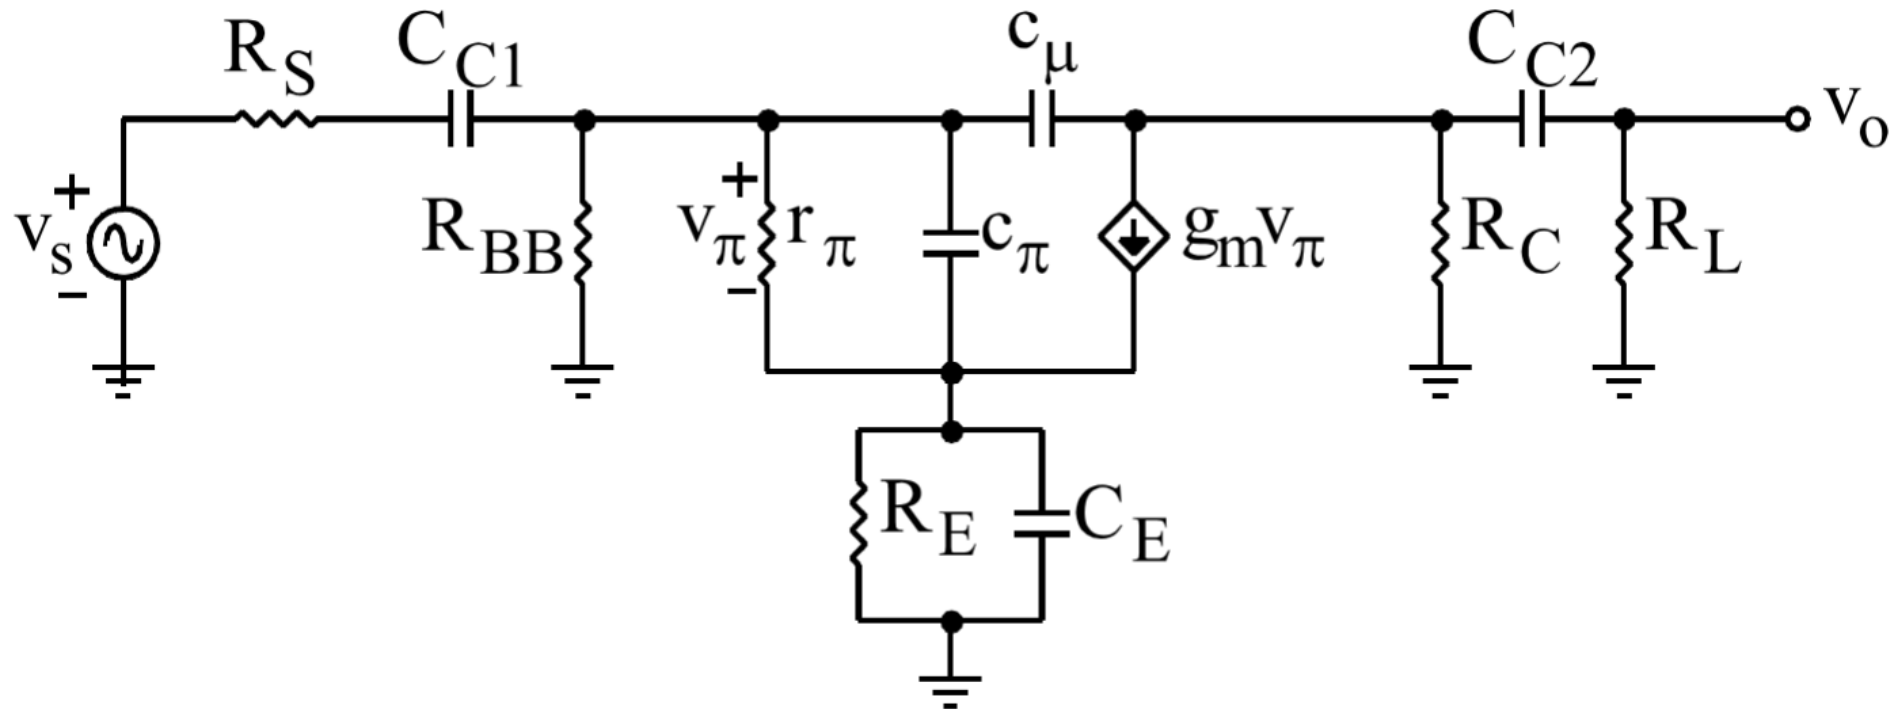 R_S C_C1 c_μ C_C2 v_o
+ v_s −
R_BB + v_π − r_π c_π g_m v_π R_C R_L
R_E C_E